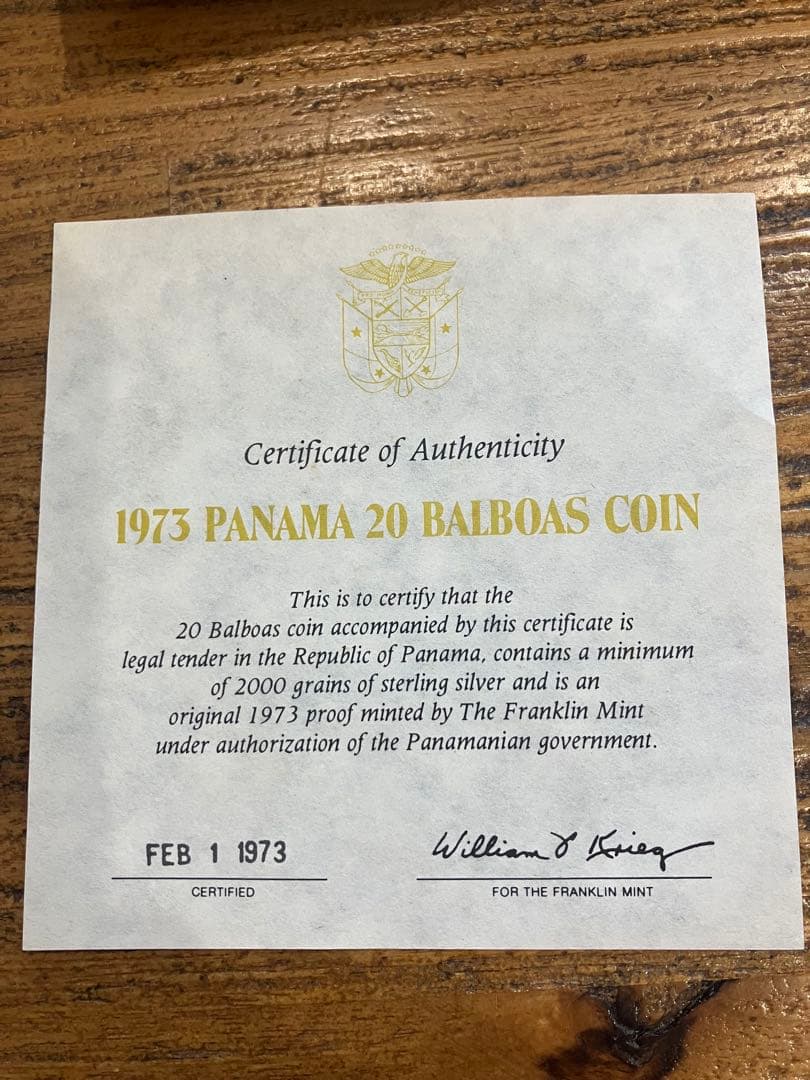 Certificate of Authenticity
1973 PANAMA 20 BALBOAS COIN
This is to certify that the
20 Balboas coin accompanied by this certificate is
legal tender in the Republic of Panama, contains a minimum
of 2000 grains of sterling silver and is an
original 1973 proof minted by The Franklin Mint
under authorization of the Panamanian government.
FEB 1 1973
CERTIFIED
William J Krieg
FOR THE FRANKLIN MINT